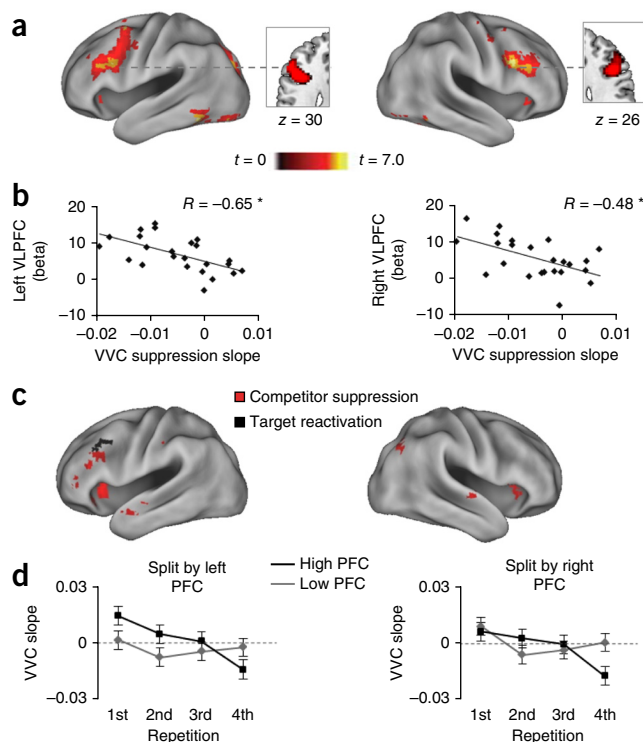 a
z = 30
z = 26
t = 0
t = 7.0
b
R = –0.65 *
Left VLPFC
(beta)
20
10
0
–10
–0.02
–0.01
0
0.01
VVC suppression slope
R = –0.48 *
Right VLPFC
(beta)
20
10
0
–10
–0.02
–0.01
0
0.01
VVC suppression slope
c
Competitor suppression
Target reactivation
d
Split by left
PFC
High PFC
Low PFC
VVC slope
0.03
0
–0.03
1st
2nd
3rd
4th
Repetition
Split by right
PFC
VVC slope
0.03
0
–0.03
1st
2nd
3rd
4th
Repetition